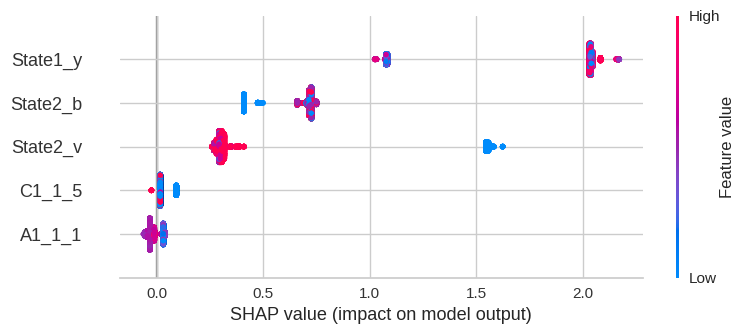 High
State1_y
State2_b
State2_v
C1_1_5
A1_1_1
Feature value
Low
0.0 0.5 1.0 1.5 2.0
SHAP value (impact on model output)